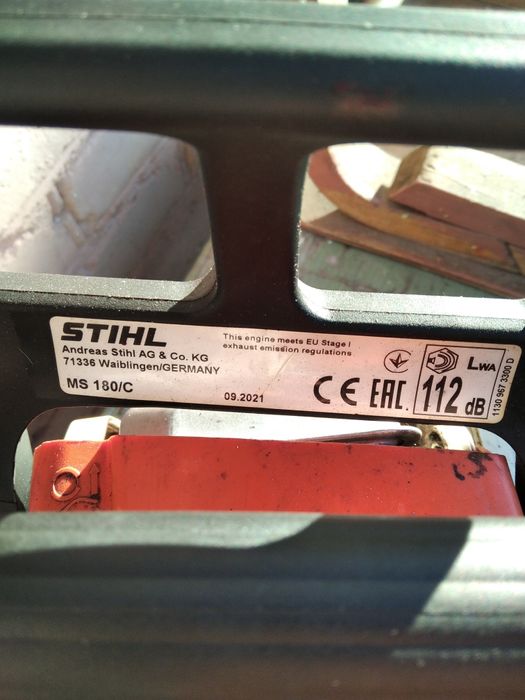 STIHL
Andreas Stihl AG & Co. KG
71336 Waiblingen/GERMANY
MS 180/C
This engine meets EU Stage I
exhaust emission regulations
09.2021
CE EAC
LWA
112 dB
1130 967 3300 D